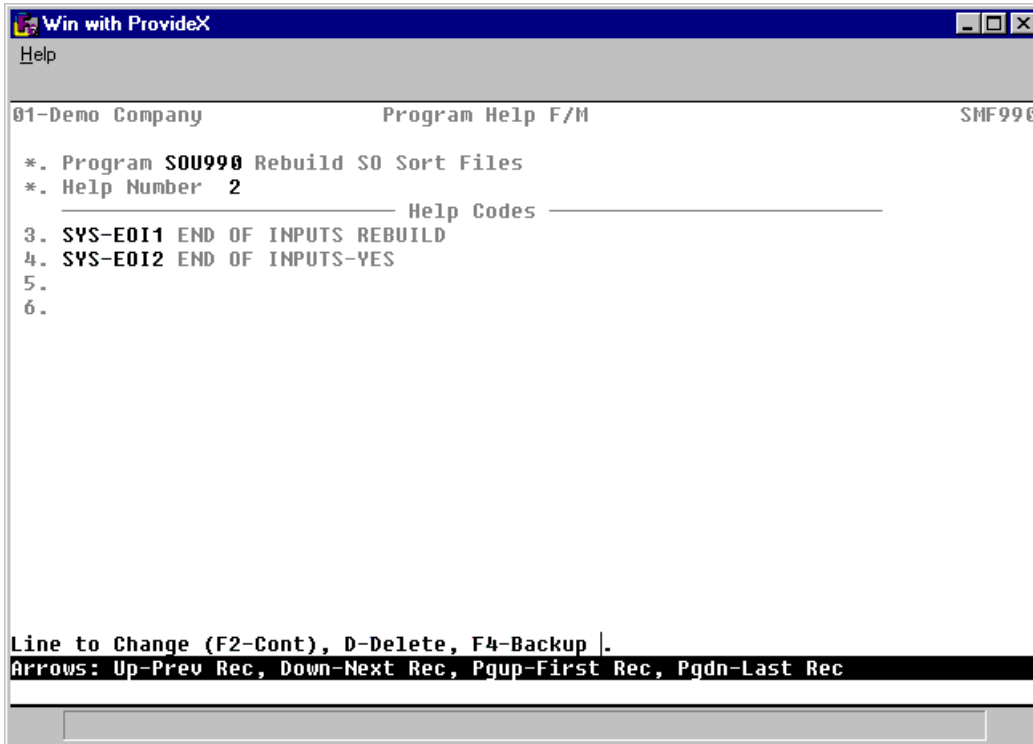 Win with ProvideX
Help
01-Demo Company Program Help F/M SMF990
*. Program SOU990 Rebuild SO Sort Files
*. Help Number 2
Help Codes
3. SYS-EOI1 END OF INPUTS REBUILD
4. SYS-EOI2 END OF INPUTS-YES
5.
6.
Line to Change (F2-Cont), D-Delete, F4-Backup .
Arrows: Up-Prev Rec, Down-Next Rec, Pgup-First Rec, Pgdn-Last Rec